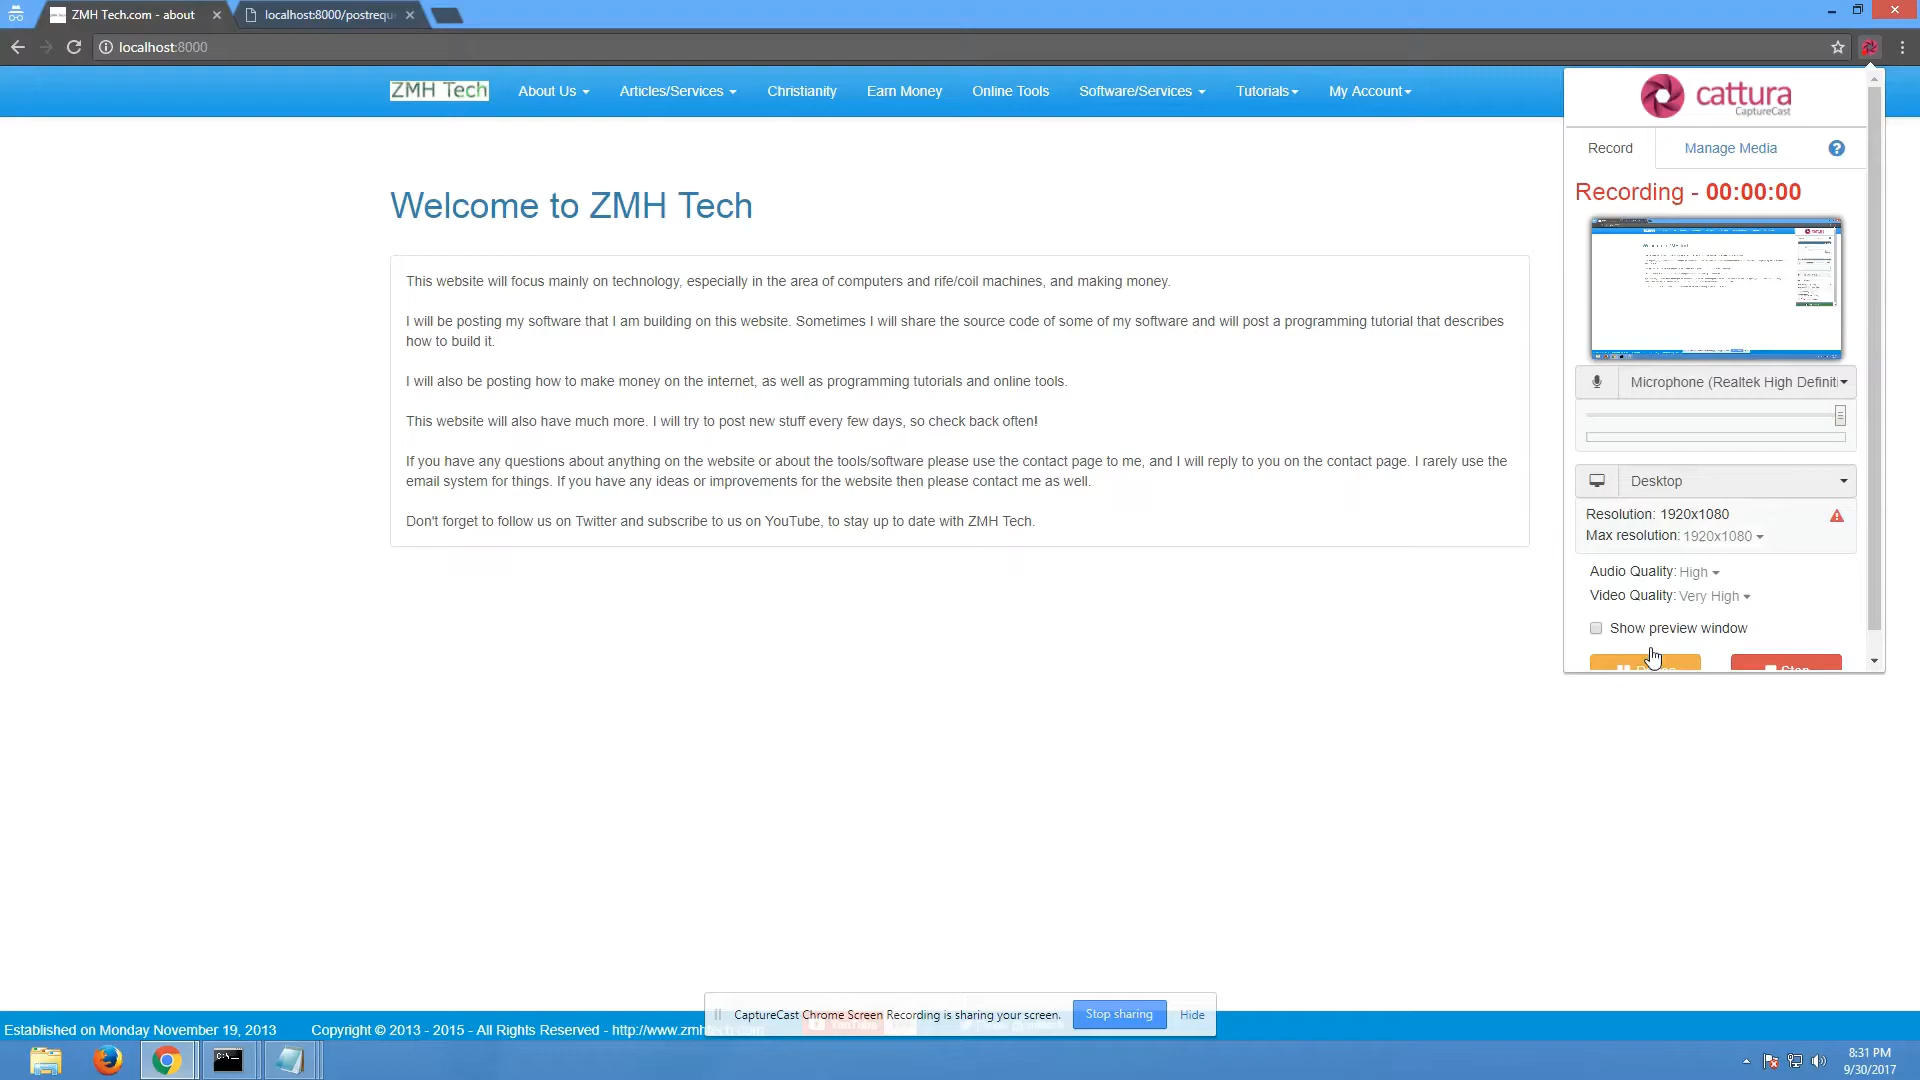 ZMH Tech.com - about
localhost:8000/postrequ
localhost:8000
ZMH Tech
About Us
Articles/Services
Christianity
Earn Money
Online Tools
Software/Services
Tutorials
My Account
cattura
CaptureCast
Record
Manage Media
?
Recording - 00:00:00
Welcome to ZMH Tech
This website will focus mainly on technology, especially in the area of computers and rife/coil machines, and making money.
I will be posting my software that I am building on this website. Sometimes I will share the source code of some of my software and will post a programming tutorial that describes
how to build it.
I will also be posting how to make money on the internet, as well as programming tutorials and online tools.
This website will also have much more. I will try to post new stuff every few days, so check back often!
If you have any questions about anything on the website or about the tools/software please use the contact page to me, and I will reply to you on the contact page. I rarely use the
email system for things. If you have any ideas or improvements for the website then please contact me as well.
Don't forget to follow us on Twitter and subscribe to us on YouTube, to stay up to date with ZMH Tech.
Microphone (Realtek High Definit
Desktop
Resolution: 1920x1080
Max resolution: 1920x1080
Audio Quality: High
Video Quality: Very High
Show preview window
Stop
CaptureCast Chrome Screen Recording is sharing your screen.
Stop sharing
Hide
Established on Monday November 19, 2013
Copyright © 2013 - 2015 - All Rights Reserved - http://www.zmhtech.com
YouTube
C:\
8:31 PM
9/30/2017